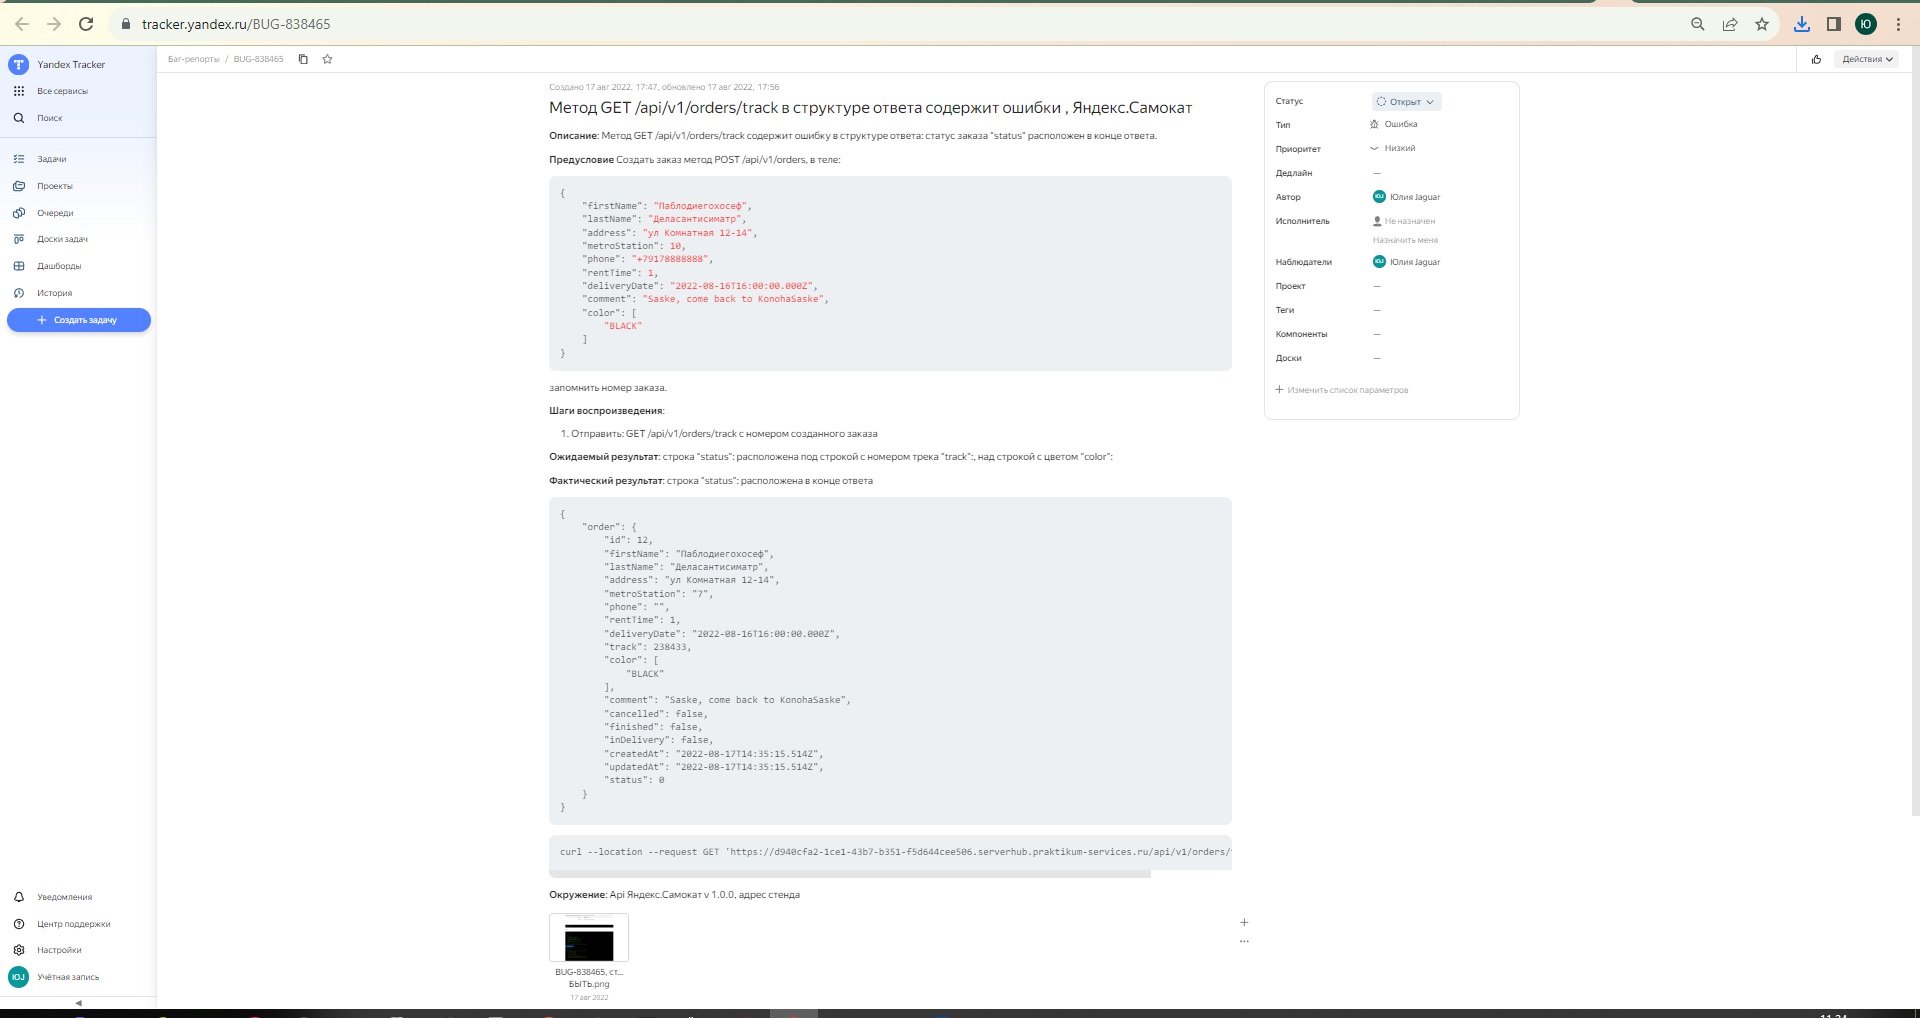 tracker.yandex.ru/BUG-838465
Ю
Yandex Tracker
Все сервисы
Поиск
Задачи
Проекты
Очереди
Доски задач
Дашборды
История
Создать задачу
Уведомления
Центр поддержки
Настройки
ЮJ Учётная запись
Баг-репорты / BUG-838465
Действия
Создано 17 авг 2022, 17:47, обновлено 17 авг 2022, 17:56
Метод GET /api/v1/orders/track в структуре ответа содержит ошибки , Яндекс.Самокат
Описание: Метод GET /api/v1/orders/track содержит ошибку в структуре ответа: статус заказа "status" расположен в конце ответа.
Предусловие Создать заказ метод POST /api/v1/orders, в теле:
{
"firstName": "Паблодиегохосеф",
"lastName": "Деласантисиматр",
"address": "ул Комнатная 12-14",
"metroStation": 10,
"phone": "+79178888888",
"rentTime": 1,
"deliveryDate": "2022-08-16T16:00:00.000Z",
"comment": "Saske, come back to KonohaSaske",
"color": [
"BLACK"
]
}
запомнить номер заказа.
Шаги воспроизведения:
1. Отправить: GET /api/v1/orders/track с номером созданного заказа
Ожидаемый результат: строка "status": расположена под строкой с номером трека "track":, над строкой с цветом "color":
Фактический результат: строка "status": расположена в конце ответа
{
"order": {
"id": 12,
"firstName": "Паблодиегохосеф",
"lastName": "Деласантисиматр",
"address": "ул Комнатная 12-14",
"metroStation": "7",
"phone": "",
"rentTime": 1,
"deliveryDate": "2022-08-16T16:00:00.000Z",
"track": 238433,
"color": [
"BLACK"
],
"comment": "Saske, come back to KonohaSaske",
"cancelled": false,
"finished": false,
"inDelivery": false,
"createdAt": "2022-08-17T14:35:15.514Z",
"updatedAt": "2022-08-17T14:35:15.514Z",
"status": 0
}
}
curl --location --request GET 'https://d940cfa2-1ce1-43b7-b351-f5d644cee506.serverhub.praktikum-services.ru/api/v1/orders/
Окружение: Api Яндекс.Самокат v 1.0.0, адрес стенда
BUG-838465, ст...
БЫТЬ.png
17 авг 2022
Статус Открыт
Тип Ошибка
Приоритет Низкий
Дедлайн —
Автор ЮJ Юлия Jaguar
Исполнитель Не назначен
Назначить меня
Наблюдатели ЮJ Юлия Jaguar
Проект —
Теги —
Компоненты —
Доски —
Изменить список параметров